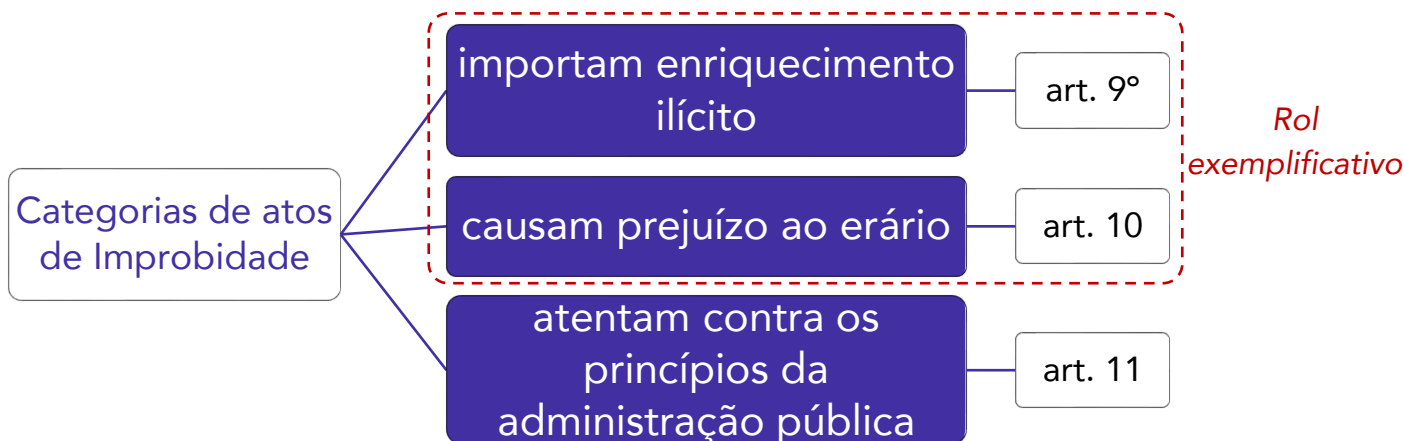 importam enriquecimento
ilícito
art. 9º
Rol
exemplificativo
Categorias de atos
de Improbidade
causam prejuízo ao erário
art. 10
atentam contra os
princípios da
administração pública
art. 11